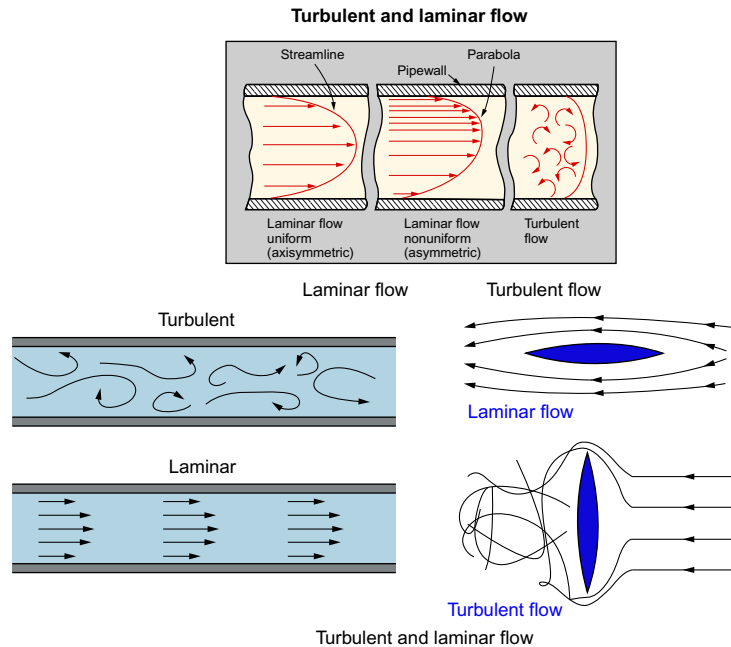 Turbulent and laminar flow
Streamline
Parabola
Pipewall
Laminar flow
uniform
(axisymmetric)
Laminar flow
nonuniform
(asymmetric)
Turbulent
flow
Laminar flow
Turbulent flow
Turbulent
Laminar flow
Laminar
Turbulent flow
Turbulent and laminar flow